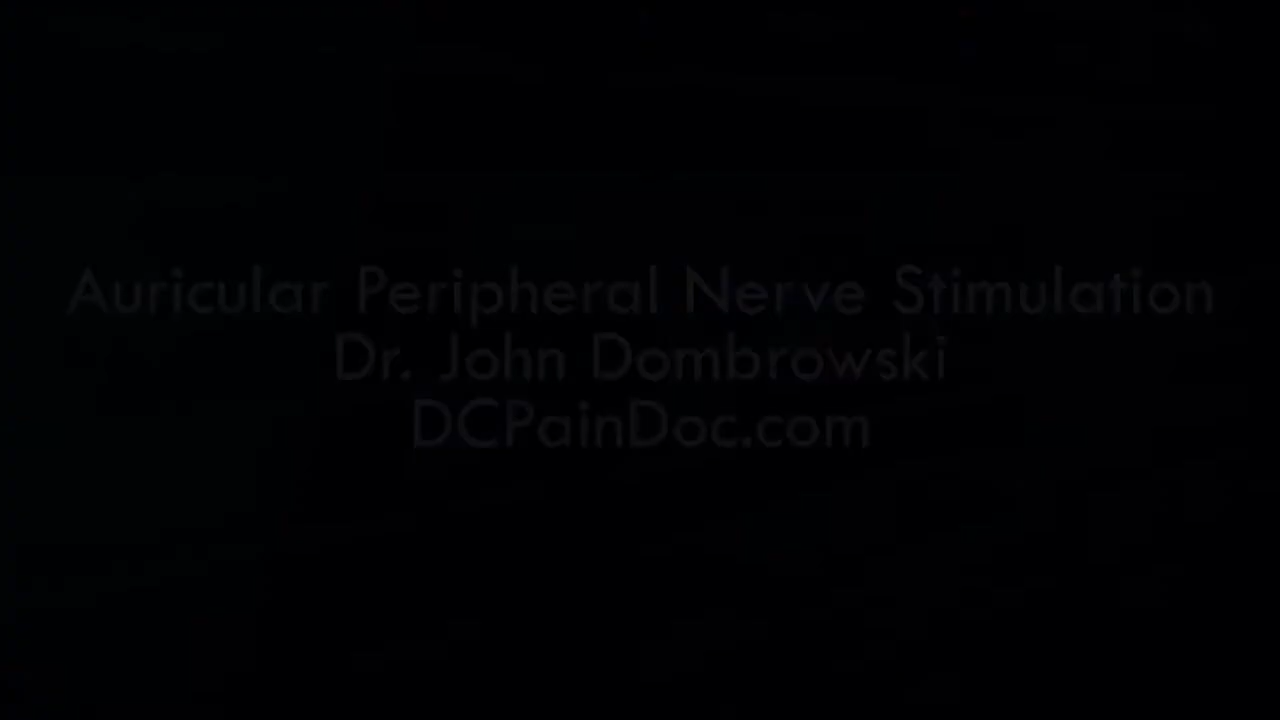 Auricular Peripheral Nerve Stimulation
Dr. John Dombrowski
DCPainDoc.com